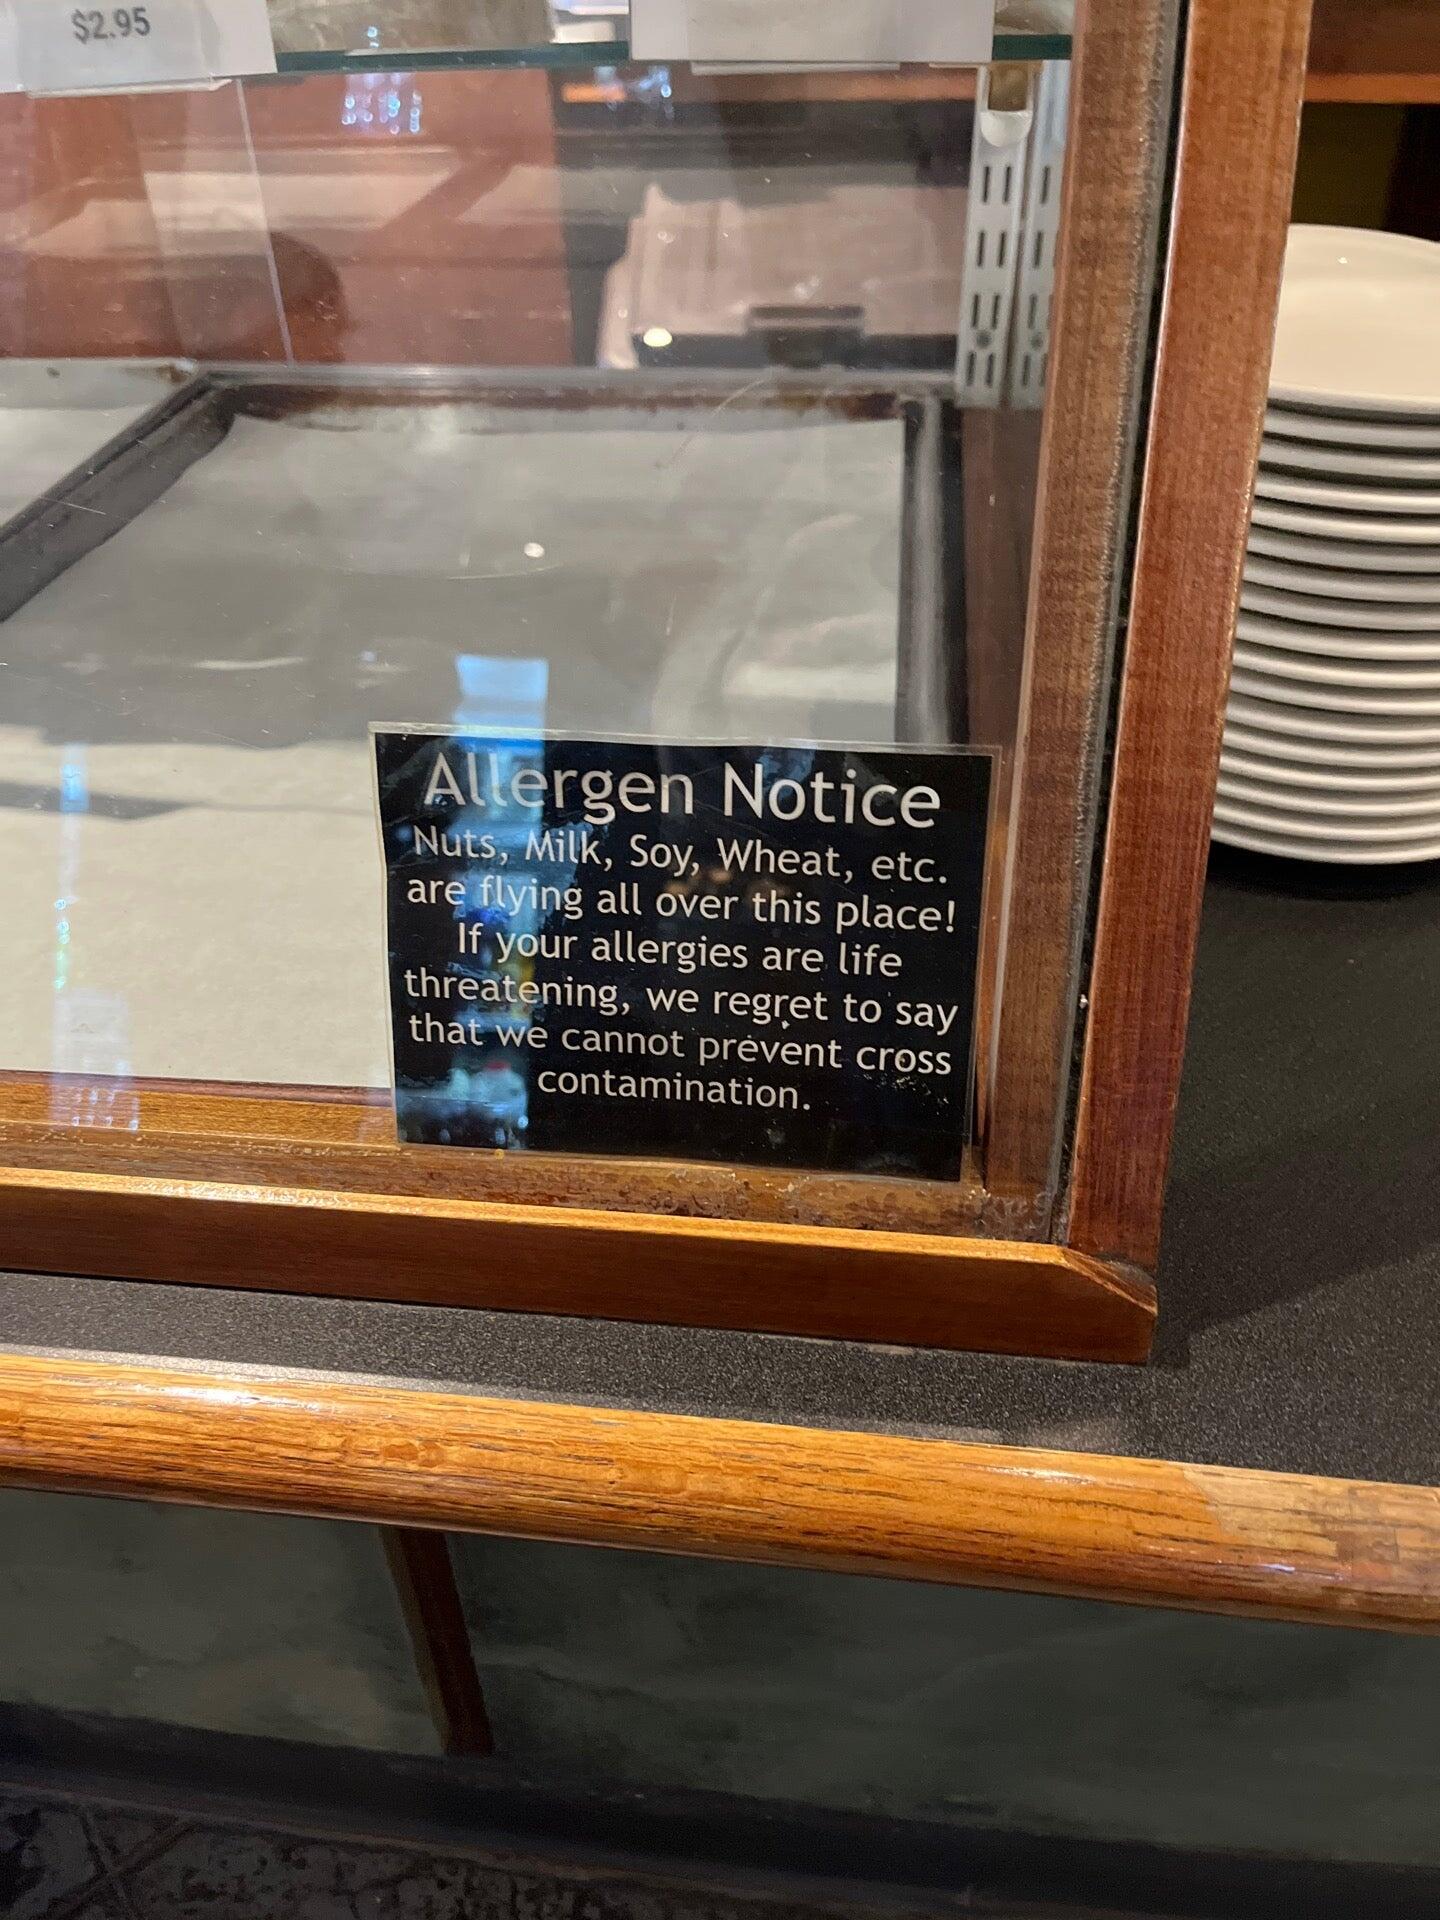 $2.95
Allergen Notice
Nuts, Milk, Soy, Wheat, etc.
are flying all over this place!
If your allergies are life
threatening, we regret to say
that we cannot prevent cross
contamination.